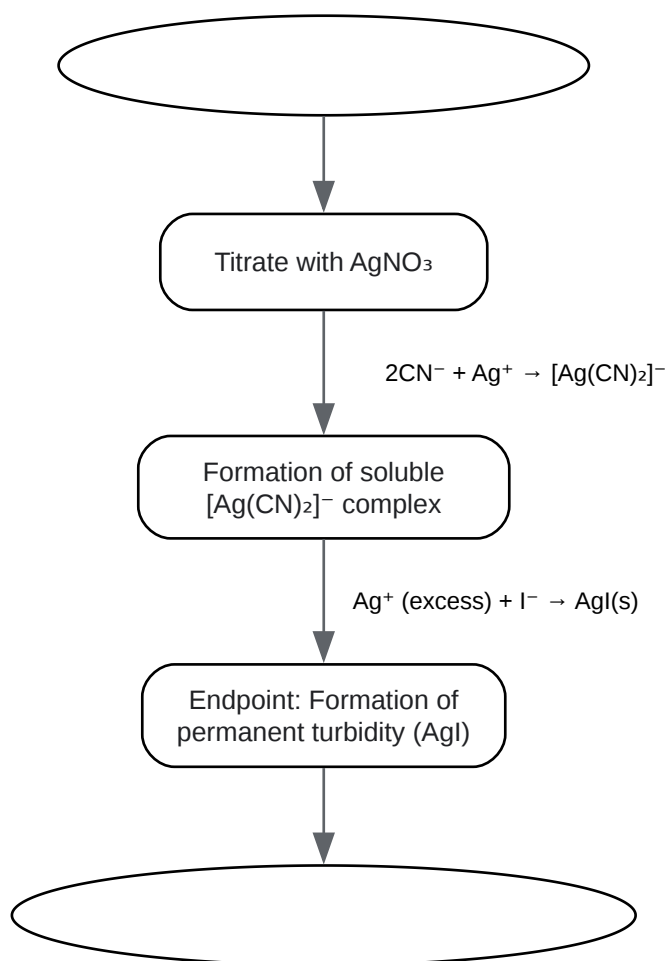 Titrate with AgNO₃
2CN⁻ + Ag⁺ → [Ag(CN)₂]⁻
Formation of soluble
[Ag(CN)₂]⁻ complex
Ag⁺ (excess) + I⁻ → AgI(s)
Endpoint: Formation of
permanent turbidity (AgI)